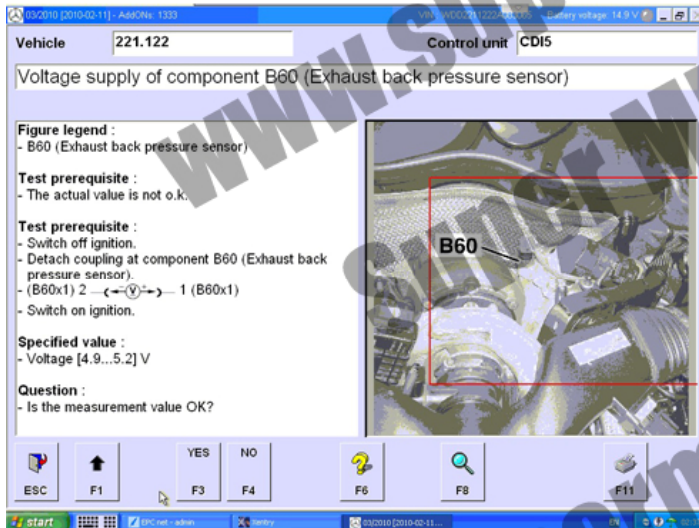 03/2010 [2010-02-11] - AddONs: 1333
Battery voltage: 14.9 V
Vehicle 221.122 Control unit CDI5
Voltage supply of component B60 (Exhaust back pressure sensor)
Figure legend :
- B60 (Exhaust back pressure sensor)
Test prerequisite :
- The actual value is not o.k.
Test prerequisite :
- Switch off ignition.
- Detach coupling at component B60 (Exhaust back
pressure sensor).
- (B60x1) 2 V 1 (B60x1)
- Switch on ignition.
Specified value :
- Voltage [4.9...5.2] V
Question :
- Is the measurement value OK?
B60
YES NO
ESC F1 F3 F4 F6 F8 F11
start EPC net - admin Xentry 03/2010 [2010-02-11... EN
www.sup
Super M